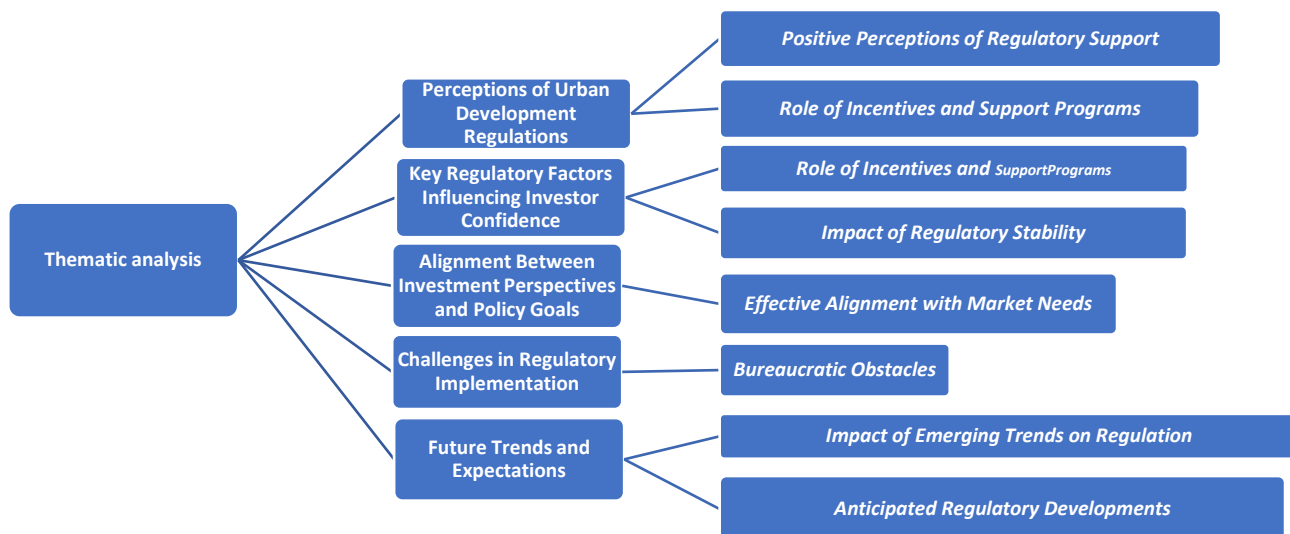 Thematic analysis
Perceptions of Urban
Development
Regulations
Positive Perceptions of Regulatory Support
Role of Incentives and Support Programs
Key Regulatory Factors
Influencing Investor
Confidence
Role of Incentives and SupportPrograms
Impact of Regulatory Stability
Alignment Between
Investment Perspectives
and Policy Goals
Effective Alignment with Market Needs
Challenges in Regulatory
Implementation
Bureaucratic Obstacles
Future Trends and
Expectations
Impact of Emerging Trends on Regulation
Anticipated Regulatory Developments